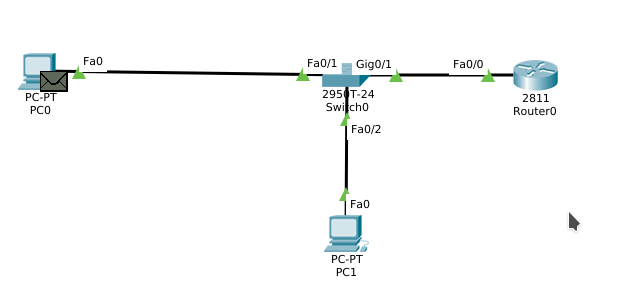 Fa0
Fa0/1
Gig0/1
Fa0/0
PC-PT
PC0
2950T-24
Switch0
2811
Router0
Fa0/2
Fa0
PC-PT
PC1